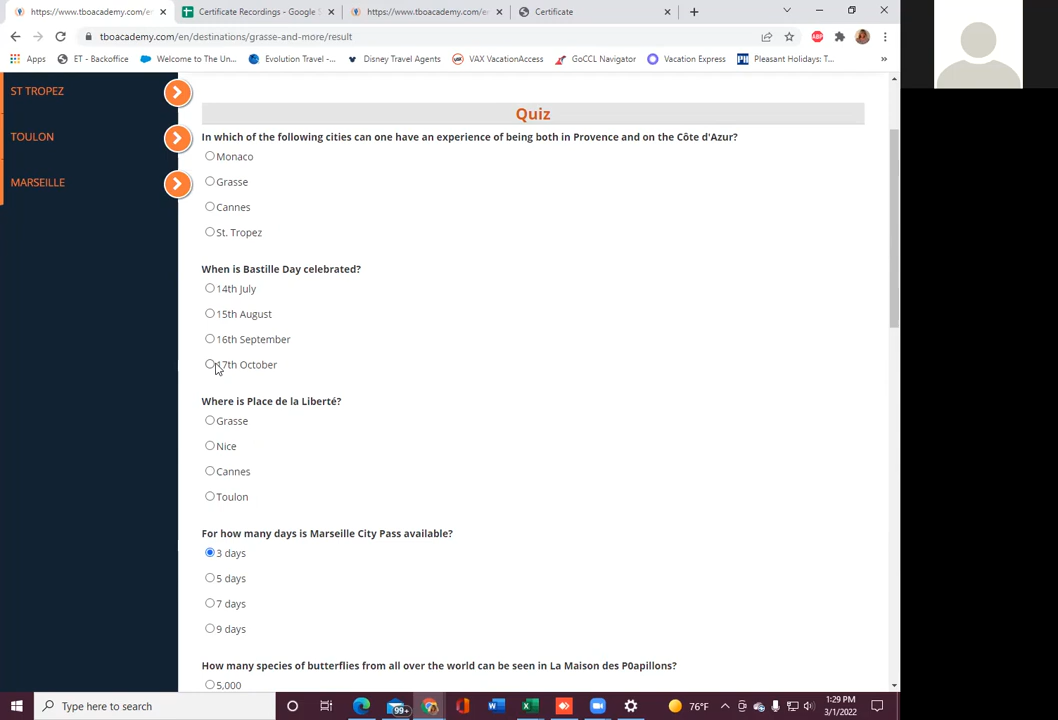 https://www.tboacademy.com/en/
Certificate Recordings - Google S
https://www.tboacademy.com/en/
Certificate
tboacademy.com/en/destinations/grasse-and-more/result
Apps
ET - Backoffice
Welcome to The Un...
Evolution Travel -...
Disney Travel Agents
VAX VacationAccess
GoCCL Navigator
Vacation Express
Pleasant Holidays: T...
ST TROPEZ
TOULON
MARSEILLE
Quiz
In which of the following cities can one have an experience of being both in Provence and on the Côte d'Azur?
Monaco
Grasse
Cannes
St. Tropez
When is Bastille Day celebrated?
14th July
15th August
16th September
17th October
Where is Place de la Liberté?
Grasse
Nice
Cannes
Toulon
For how many days is Marseille City Pass available?
3 days
5 days
7 days
9 days
How many species of butterflies from all over the world can be seen in La Maison des P0apillons?
5,000
Type here to search
99+
76°F
1:29 PM
3/1/2022